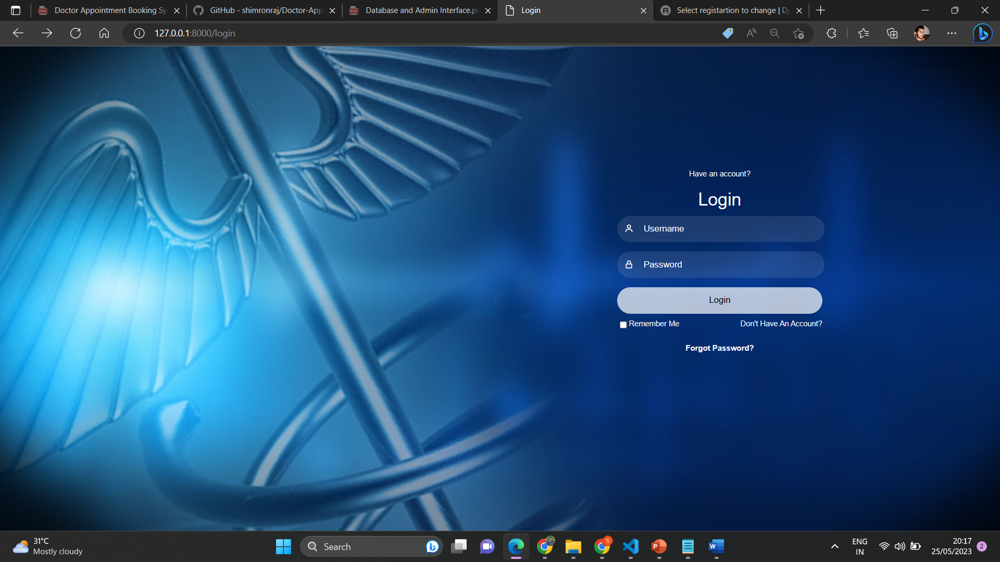 Doctor Appointment Booking Sy
GitHub - shimronraj/Doctor-App
Database and Admin Interface.pd
Login
Select registartion to change | Dj
127.0.0.1:8000/login
Have an account?
Login
Username
Password
Login
Remember Me
Don't Have An Account?
Forgot Password?
31°C
Mostly cloudy
Search
ENG
IN
20:17
25/05/2023
2